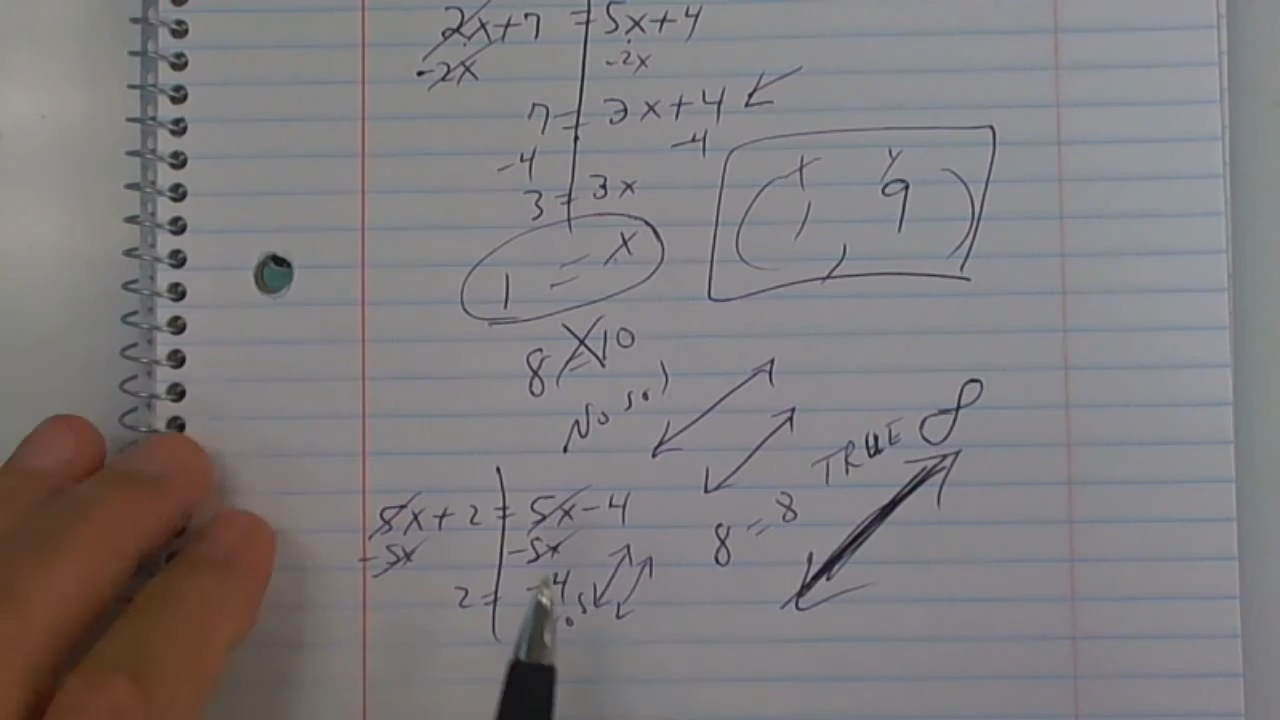 2x+7 = 5x+4
-2x -2x
7 = 3x+4
-4 -4
3 = 3x
1 = x
x y
(1, 9)
8 = 10
No sol
TRUE ∞
8 = 8
5x+2 = 5x-4
-5x -5x
2 = -4